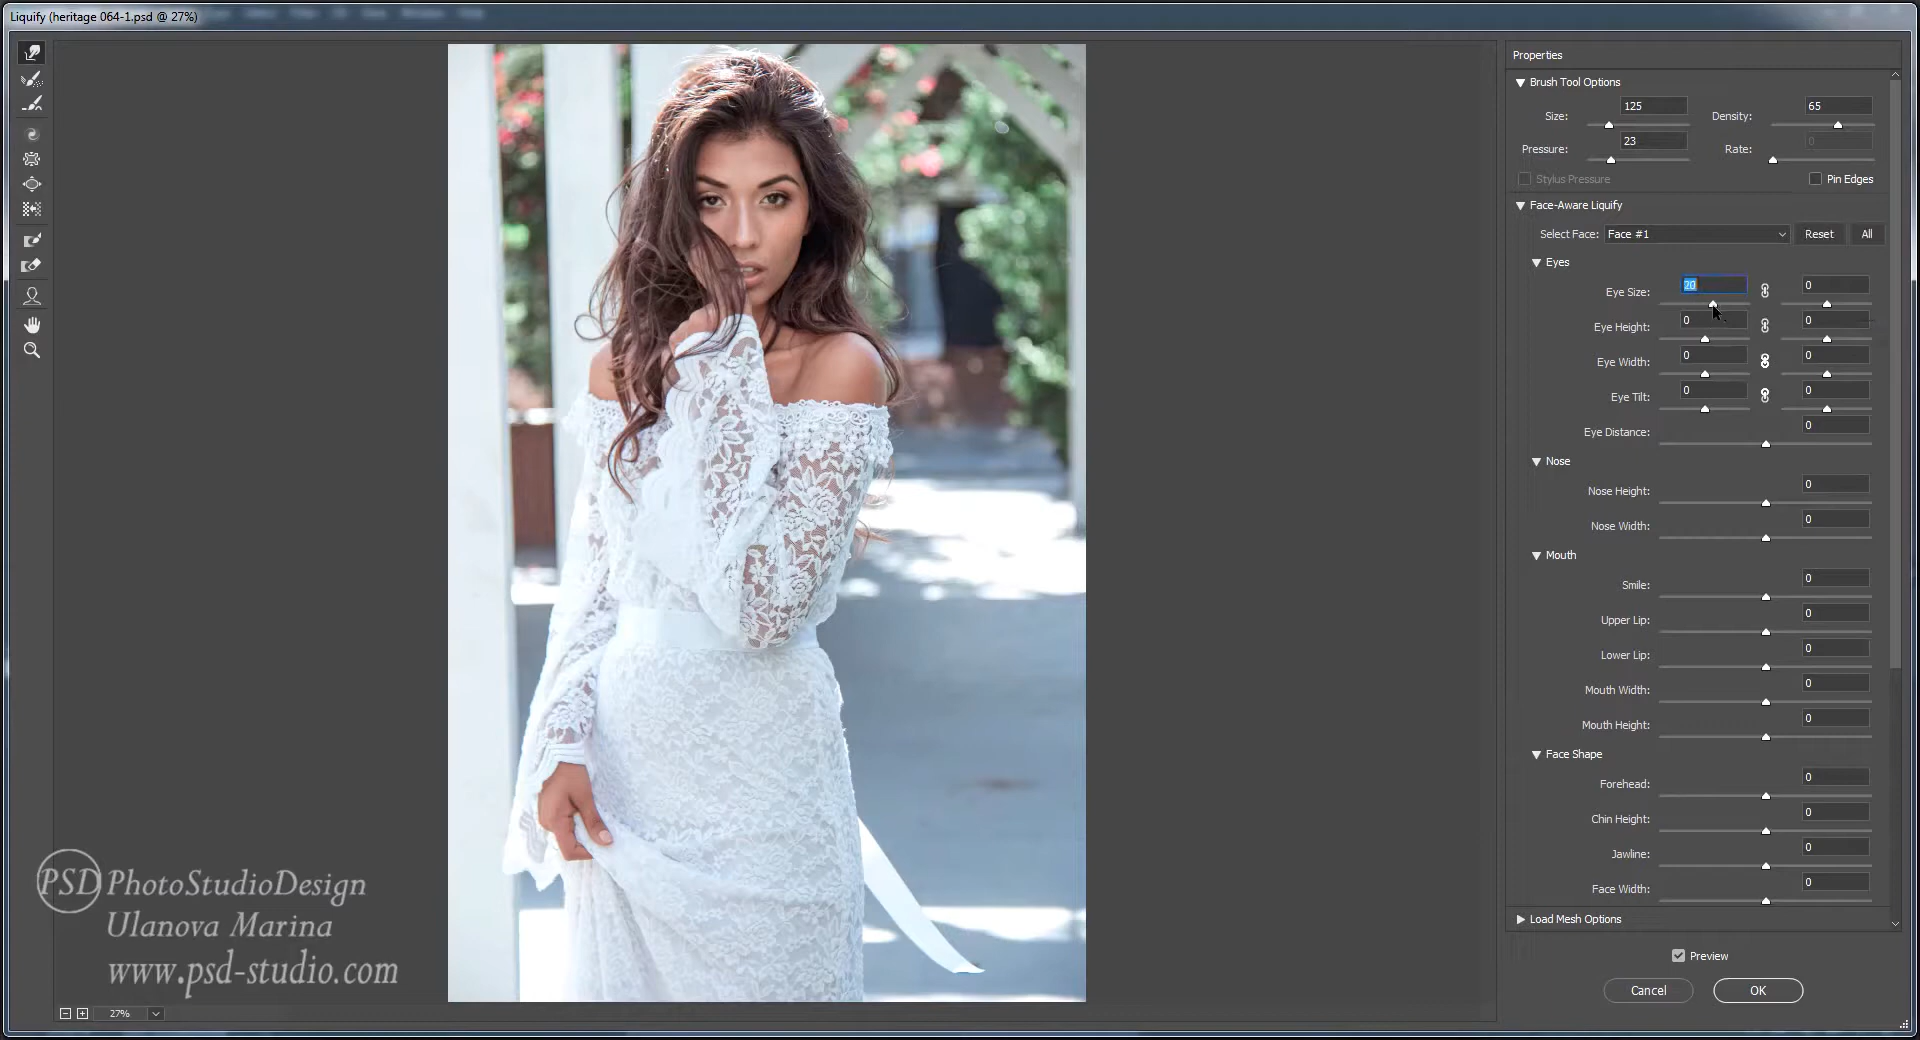 Liquify (heritage 064-1.psd @ 27%)
Properties
Brush Tool Options
Size: 125 Density: 65
Pressure: 23 Rate: 0
Stylus Pressure Pin Edges
Face-Aware Liquify
Select Face: Face #1 Reset All
Eyes
Eye Size: 20 0
Eye Height: 0 0
Eye Width: 0 0
Eye Tilt: 0 0
Eye Distance: 0
Nose
Nose Height: 0
Nose Width: 0
Mouth
Smile: 0
Upper Lip: 0
Lower Lip: 0
Mouth Width: 0
Mouth Height: 0
Face Shape
Forehead: 0
Chin Height: 0
Jawline: 0
Face Width: 0
Load Mesh Options
Preview
Cancel OK
PSD PhotoStudioDesign
Ulanova Marina
www.psd-studio.com
27%